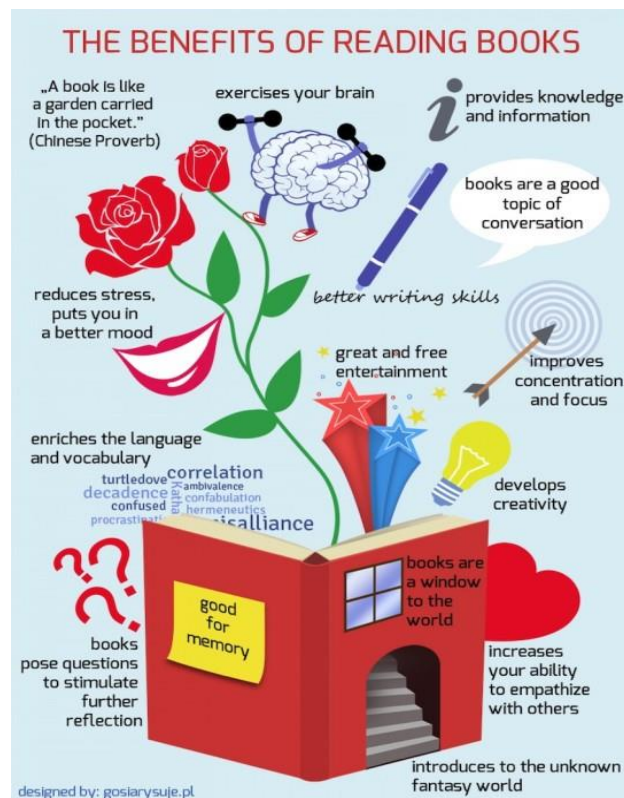 THE BENEFITS OF READING BOOKS
„A book is like
a garden carried
in the pocket.”
(Chinese Proverb)
exercises your brain
provides knowledge
and information
books are a good
topic of
conversation
reduces stress,
puts you in
a better mood
better writing skills
great and free
entertainment
improves
concentration
and focus
enriches the language
and vocabulary
turtledove
correlation
decadence
ambivalence
confused
confabulation
hermeneutics
develops
creativity
good
for
memory
books are
a window
to the
world
books
pose questions
to stimulate
further
reflection
increases
your ability
to empathize
with others
introduces to the unknown
fantasy world
designed by: gosiarysuje.pl